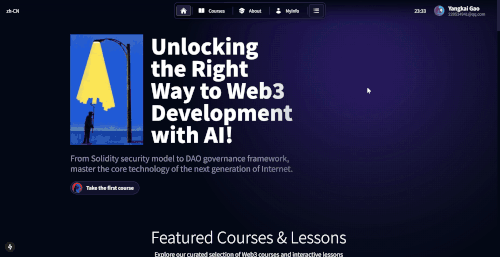 zh-CN
Courses
About
MyInfo
23:33
Yangkai Gao
Unlocking
the Right
Way to Web3
Development
with AI!
From Solidity security model to DAO governance framework,
master the core technology of the next generation of Internet.
Take the first course
Featured Courses & Lessons
Explore our curated selection of Web3 courses and interactive lessons